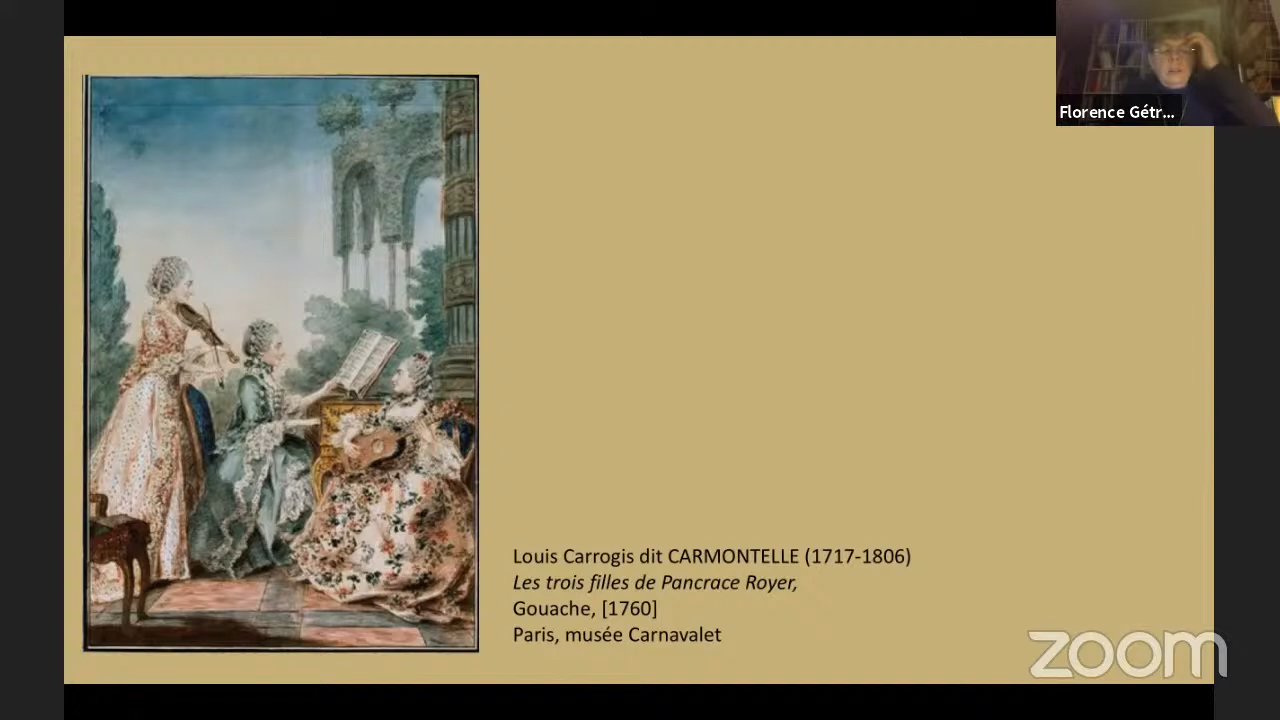 Florence Gétr...
Louis Carrogis dit CARMONTELLE (1717-1806)
Les trois filles de Pancrace Royer,
Gouache, [1760]
Paris, musée Carnavalet
zoom